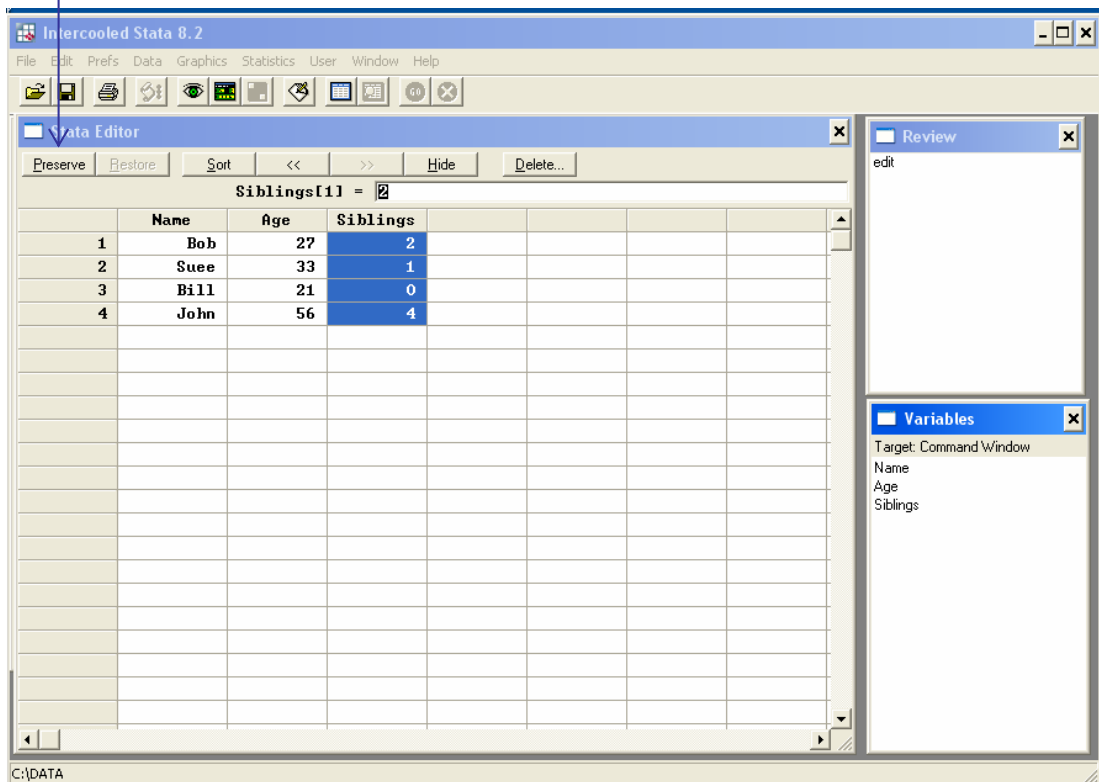 Intercooled Stata 8.2
File Edit Prefs Data Graphics Statistics User Window Help
GO
Stata Editor
Preserve Restore Sort << >> Hide Delete...
Siblings[1] = 2
Name Age Siblings
1 Bob 27 2
2 Suee 33 1
3 Bill 21 0
4 John 56 4
Review
edit
Variables
Target: Command Window
Name
Age
Siblings
C:\DATA